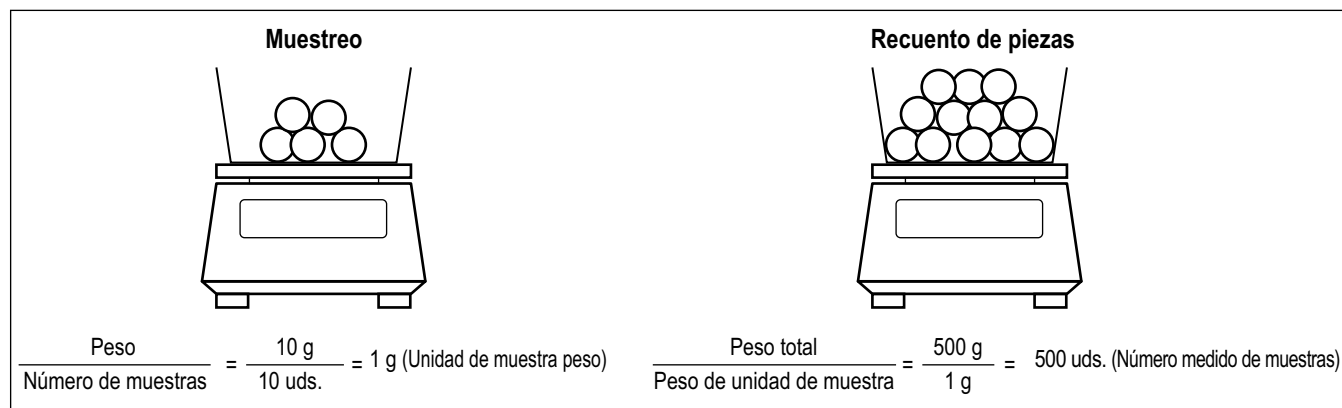 Muestreo
Recuento de piezas
Peso
Número de muestras
=
10 g
10 uds.
= 1 g (Unidad de muestra peso)
Peso total
Peso de unidad de muestra
=
500 g
1 g
= 500 uds. (Número medido de muestras)